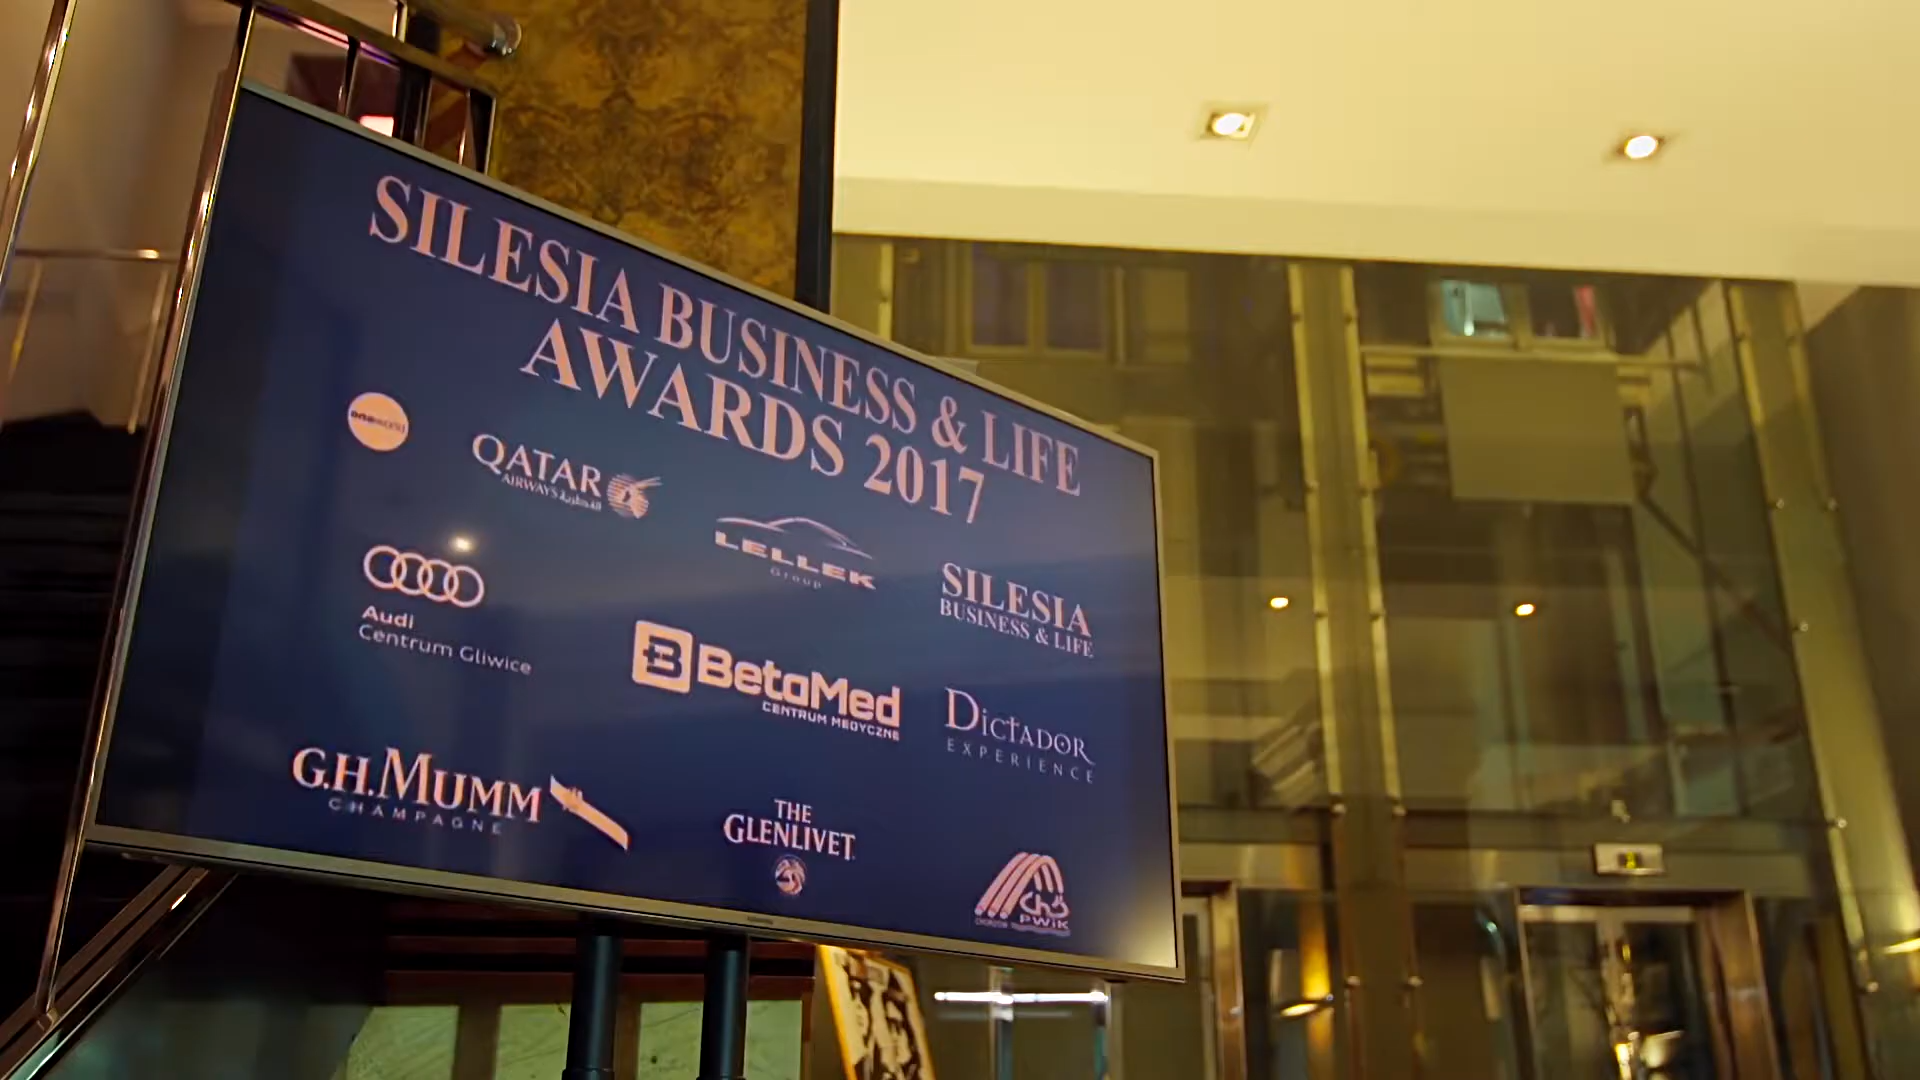 SILESIA BUSINESS & LIFE
AWARDS 2017
oneworld
QATAR
AIRWAYS القطرية
LELLEK
Group
SILESIA
BUSINESS & LIFE
Audi
Centrum Gliwice
B BetaMed
CENTRUM MEDYCZNE
DICTADOR
EXPERIENCE
G.H.MUMM
CHAMPAGNE
THE
GLENLIVET
PWiK